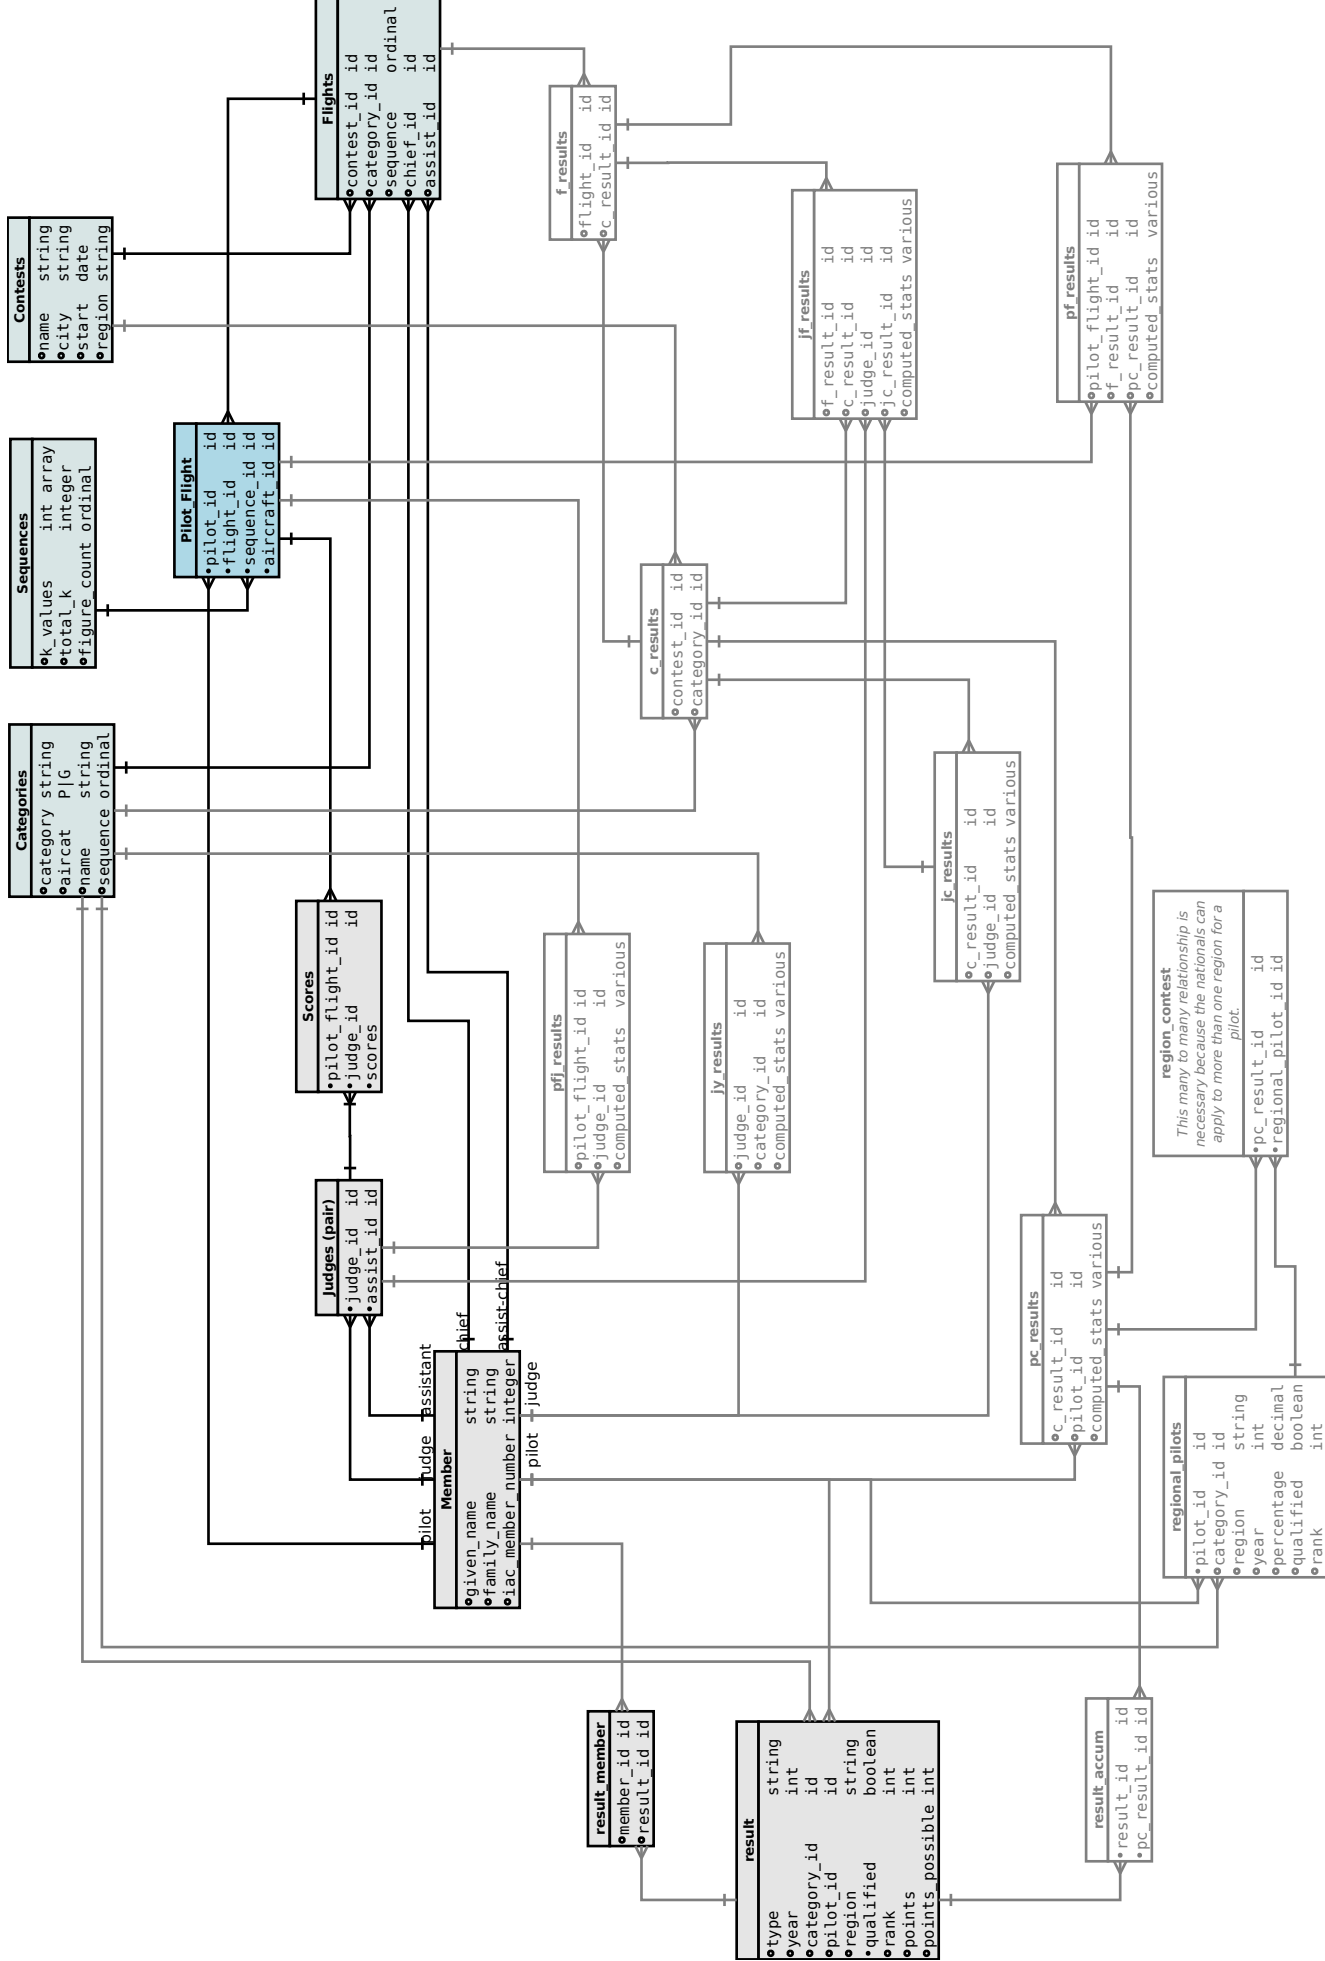 Contests
name string
city string
start date
region string
Flights
contest_id id
category_id id
sequence ordinal
chief_id id
assist_id id
Sequences
k_values int array
total_k integer
figure_count ordinal
Pilot_Flight
pilot_id id
flight_id id
sequence_id id
aircraft_id id
Categories
category string
aircat P|G
name string
sequence ordinal
Scores
pilot_flight_id id
judge_id id
scores
Judges (pair)
judge_id id
assist_id id
Member
given_name string
family_name string
iac_member_number integer
pilot
judge
assistant
chief
assist-chief
judge
pilot
f_results
flight_id id
c_result_id id
jf_results
f_result_id id
c_result_id id
judge_id id
jc_result_id id
computed_stats various
pf_results
pilot_flight_id id
f_result_id id
pc_result_id id
computed_stats various
c_results
contest_id id
category_id id
jc_results
c_result_id id
judge_id id
computed_stats various
pfj_results
pilot_flight_id id
judge_id id
computed_stats various
jy_results
judge_id id
category_id id
computed_stats various
region_contest
This many to many relationship is
necessary because the nationals can
apply to more than one region for a
pilot.
pc_result_id id
regional_pilot_id id
pc_results
c_result_id id
pilot_id id
computed_stats various
regional_pilots
pilot_id id
category_id id
region string
year int
percentage decimal
qualified boolean
rank int
result_member
member_id id
result_id id
result
type string
year int
category_id id
pilot_id id
region string
qualified boolean
rank int
points int
points_possible int
result_accum
result_id id
pc_result_id id